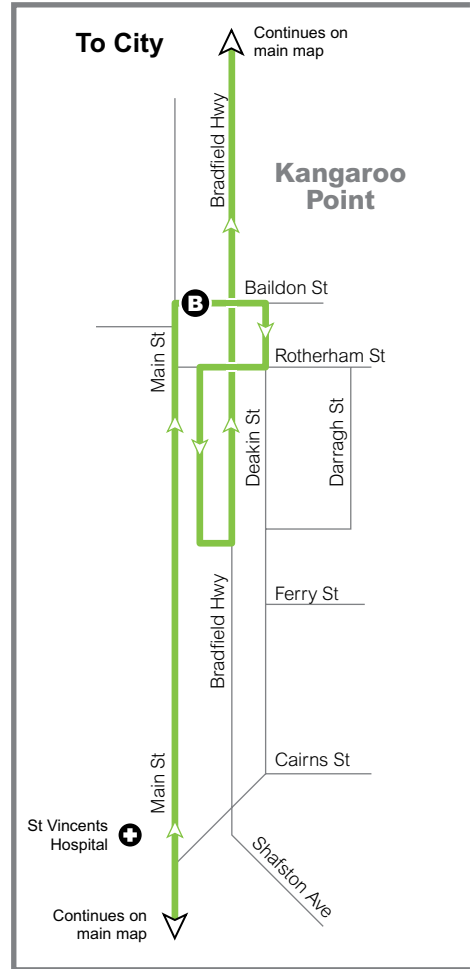 To City
Continues on
main map
Bradfield Hwy
Kangaroo
Point
Baildon St
B
Main St
Rotherham St
Deakin St
Darragh St
Bradfield Hwy
Ferry St
Main St
Cairns St
St Vincents
Hospital
Shafston Ave
Continues on
main map